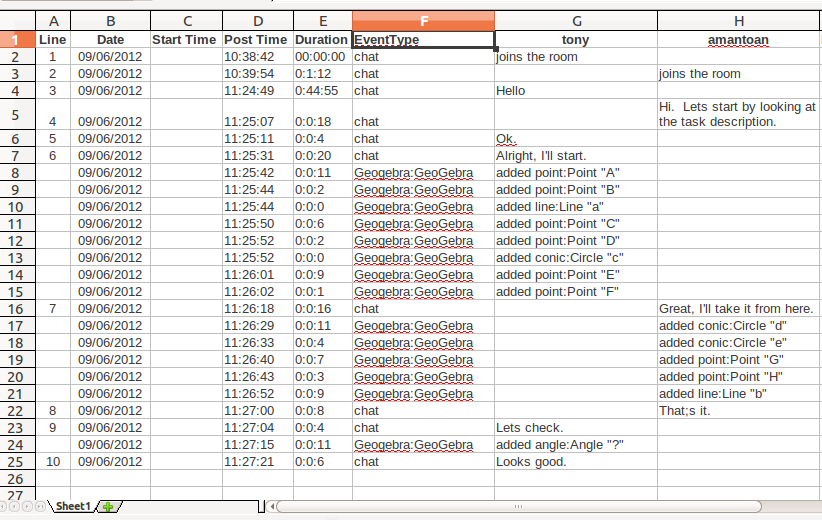 A B C D E F G H
1 Line Date Start Time Post Time Duration EventType tony amantoan
2 1 09/06/2012 10:38:42 00:00:00 chat joins the room
3 2 09/06/2012 10:39:54 0:1:12 chat joins the room
4 3 09/06/2012 11:24:49 0:44:55 chat Hello
Hi. Lets start by looking at
5 4 09/06/2012 11:25:07 0:0:18 chat the task description.
6 5 09/06/2012 11:25:11 0:0:4 chat Ok.
7 6 09/06/2012 11:25:31 0:0:20 chat Alright, I'll start.
8 09/06/2012 11:25:42 0:0:11 Geogebra:GeoGebra added point:Point "A"
9 09/06/2012 11:25:44 0:0:2 Geogebra:GeoGebra added point:Point "B"
10 09/06/2012 11:25:44 0:0:0 Geogebra:GeoGebra added line:Line "a"
11 09/06/2012 11:25:50 0:0:6 Geogebra:GeoGebra added point:Point "C"
12 09/06/2012 11:25:52 0:0:2 Geogebra:GeoGebra added point:Point "D"
13 09/06/2012 11:25:52 0:0:0 Geogebra:GeoGebra added conic:Circle "c"
14 09/06/2012 11:26:01 0:0:9 Geogebra:GeoGebra added point:Point "E"
15 09/06/2012 11:26:02 0:0:1 Geogebra:GeoGebra added point:Point "F"
16 7 09/06/2012 11:26:18 0:0:16 chat Great, I'll take it from here.
17 09/06/2012 11:26:29 0:0:11 Geogebra:GeoGebra added conic:Circle "d"
18 09/06/2012 11:26:33 0:0:4 Geogebra:GeoGebra added conic:Circle "e"
19 09/06/2012 11:26:40 0:0:7 Geogebra:GeoGebra added point:Point "G"
20 09/06/2012 11:26:43 0:0:3 Geogebra:GeoGebra added point:Point "H"
21 09/06/2012 11:26:52 0:0:9 Geogebra:GeoGebra added line:Line "b"
22 8 09/06/2012 11:27:00 0:0:8 chat That;s it.
23 9 09/06/2012 11:27:04 0:0:4 chat Lets check.
24 09/06/2012 11:27:15 0:0:11 Geogebra:GeoGebra added angle:Angle "?"
25 10 09/06/2012 11:27:21 0:0:6 chat Looks good.
26
27
Sheet1